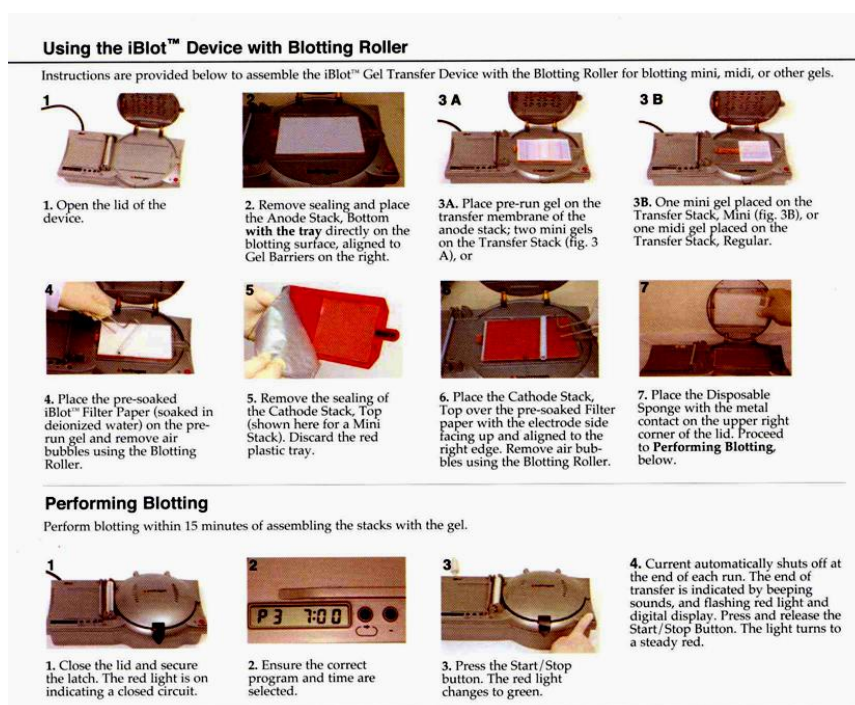 Using the iBlot™ Device with Blotting Roller
Instructions are provided below to assemble the iBlot™ Gel Transfer Device with the Blotting Roller for blotting mini, midi, or other gels.
1
2
3 A
3 B
1. Open the lid of the
device.
2. Remove sealing and place
the Anode Stack, Bottom
with the tray directly on the
blotting surface, aligned to
Gel Barriers on the right.
3A. Place pre-run gel on the
transfer membrane of the
anode stack; two mini gels
on the Transfer Stack (fig. 3
A), or
3B. One mini gel placed on the
Transfer Stack, Mini (fig. 3B), or
one midi gel placed on the
Transfer Stack, Regular.
4
5
6
7
4. Place the pre-soaked
iBlot™ Filter Paper (soaked in
deionized water) on the pre-
run gel and remove air
bubbles using the Blotting
Roller.
5. Remove the sealing of
the Cathode Stack, Top
(shown here for a Mini
Stack). Discard the red
plastic tray.
6. Place the Cathode Stack,
Top over the pre-soaked Filter
paper with the electrode side
facing up and aligned to the
right edge. Remove air bub-
bles using the Blotting Roller.
7. Place the Disposable
Sponge with the metal
contact on the upper right
corner of the lid. Proceed
to Performing Blotting,
below.
Performing Blotting
Perform blotting within 15 minutes of assembling the stacks with the gel.
1
2
P3 7:00
3
1. Close the lid and secure
the latch. The red light is on
indicating a closed circuit.
2. Ensure the correct
program and time are
selected.
3. Press the Start/Stop
button. The red light
changes to green.
4. Current automatically shuts off at
the end of each run. The end of
transfer is indicated by beeping
sounds, and flashing red light and
digital display. Press and release the
Start/Stop Button. The light turns to
a steady red.